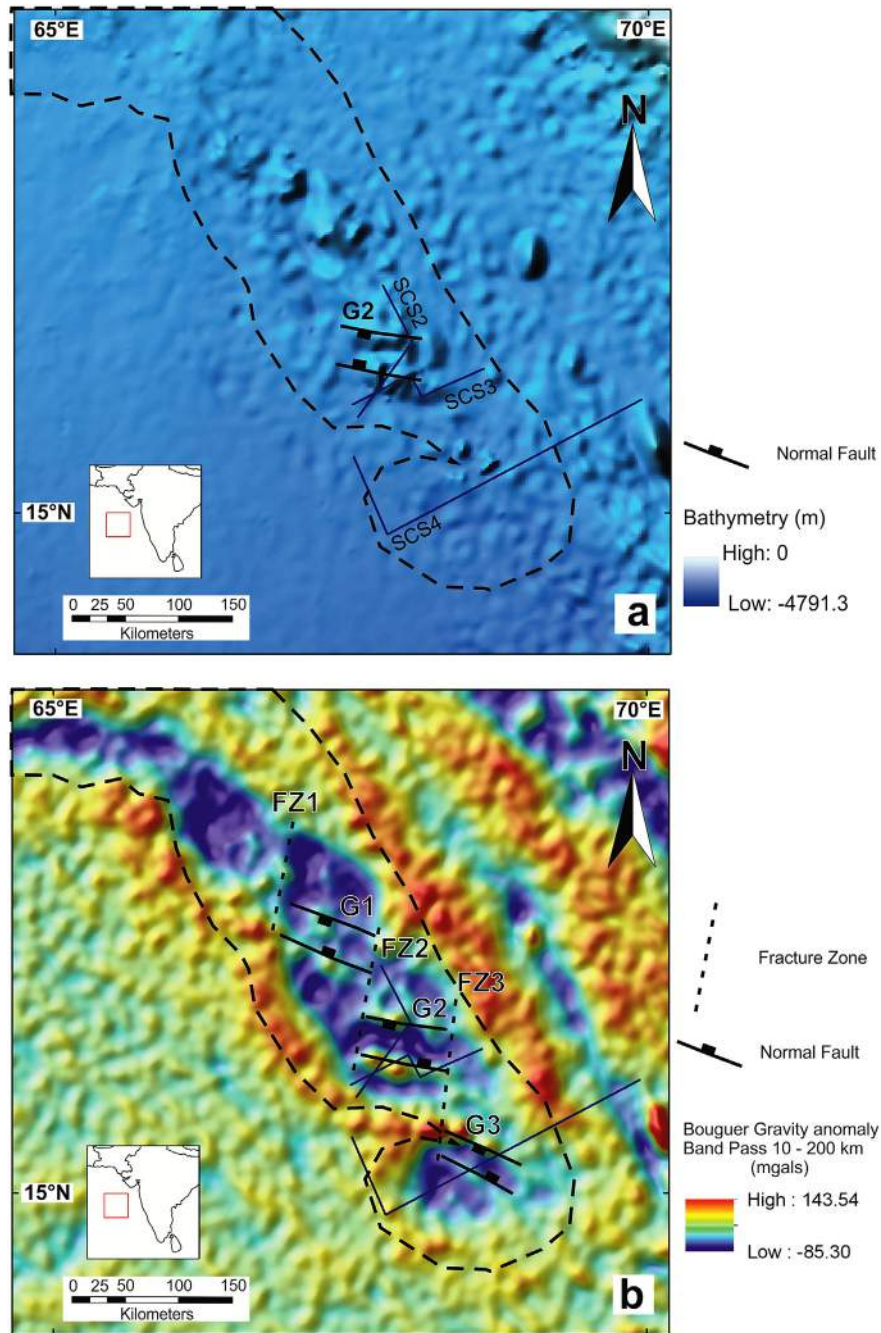 65°E
70°E
N
SCS2
G2
SCS3
Normal Fault
15°N
SCS4
Bathymetry (m)
High: 0
Low: -4791.3
0 25 50 100 150
Kilometers
a
65°E
70°E
N
FZ1
G1
FZ2
FZ3
G2
Fracture Zone
Normal Fault
G3
Bouguer Gravity anomaly
Band Pass 10 - 200 km
(mgals)
15°N
High : 143.54
Low : -85.30
0 25 50 100 150
Kilometers
b